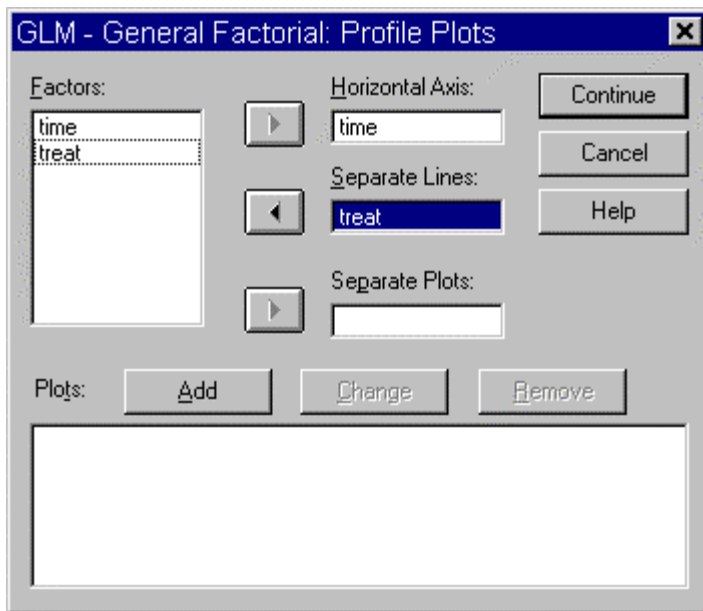 GLM - General Factorial: Profile Plots
Factors:
time
treat
Horizontal Axis:
time
Separate Lines:
treat
Separate Plots:
Continue
Cancel
Help
Plots:
Add
Change
Remove